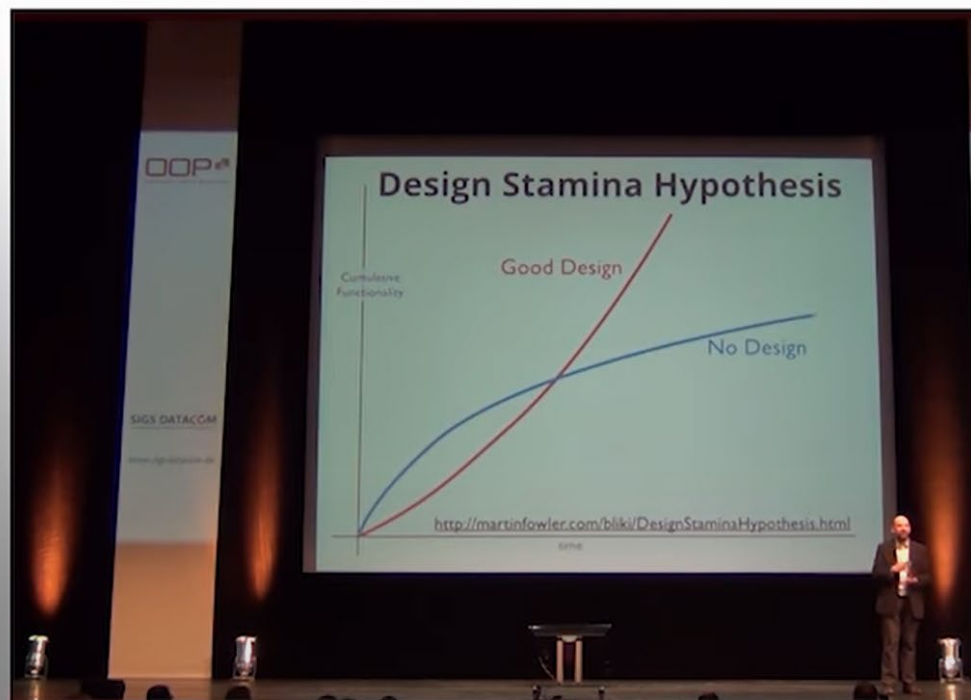 OOP
SIGS DATACOM
Design Stamina Hypothesis
Cumulative
Functionality
Good Design
No Design
http://martinfowler.com/bliki/DesignStaminaHypothesis.html
time